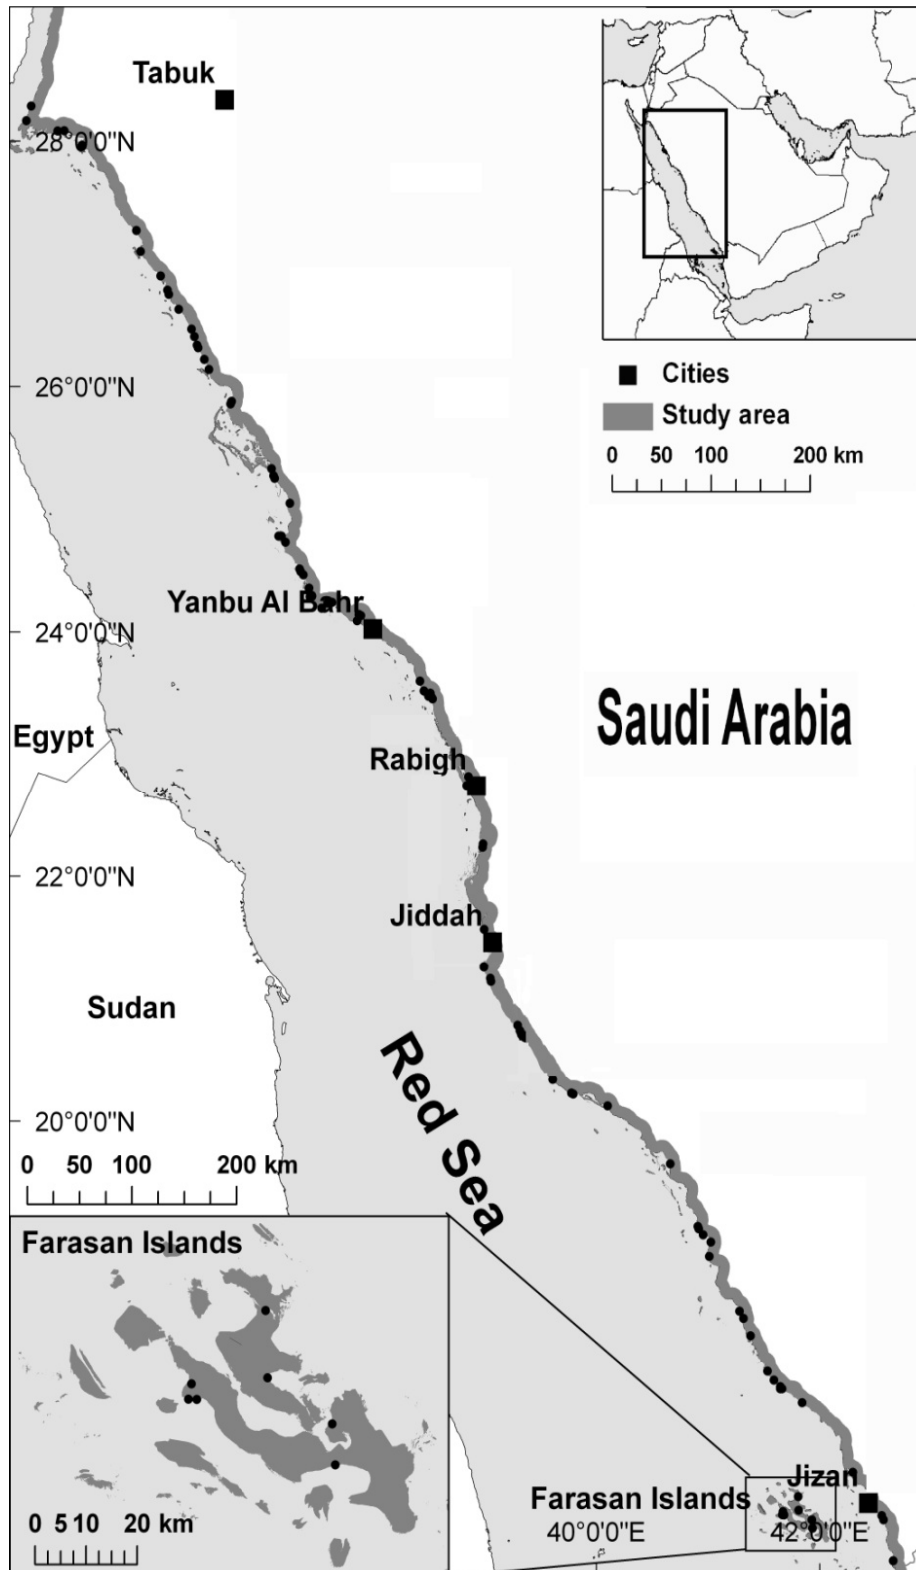 Tabuk
28°0'0"N
Cities
Study area
0 50 100 200 km
26°0'0"N
Yanbu Al Bahr
24°0'0"N
Saudi Arabia
Egypt
Rabigh
22°0'0"N
Jiddah
Sudan
Red Sea
20°0'0"N
0 50 100 200 km
Farasan Islands
Jizan
Farasan Islands
40°0'0"E
42°0'0"E
0 5 10 20 km